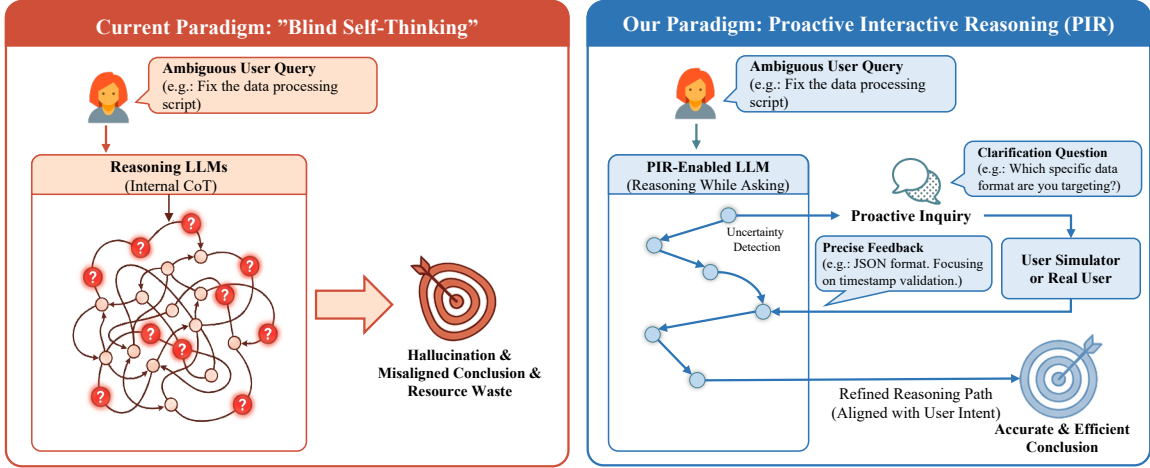 Current Paradigm: ”Blind Self-Thinking”
Ambiguous User Query
(e.g.: Fix the data processing
script)
Reasoning LLMs
(Internal CoT)
?
?
?
?
?
?
?
?
?
?
Hallucination &
Misaligned Conclusion &
Resource Waste
Our Paradigm: Proactive Interactive Reasoning (PIR)
Ambiguous User Query
(e.g.: Fix the data processing
script)
PIR-Enabled LLM
(Reasoning While Asking)
Clarification Question
(e.g.: Which specific data
format are you targeting?)
Uncertainty
Detection
Proactive Inquiry
Precise Feedback
(e.g.: JSON format. Focusing
on timestamp validation.)
User Simulator
or Real User
Refined Reasoning Path
(Aligned with User Intent)
Accurate & Efficient
Conclusion